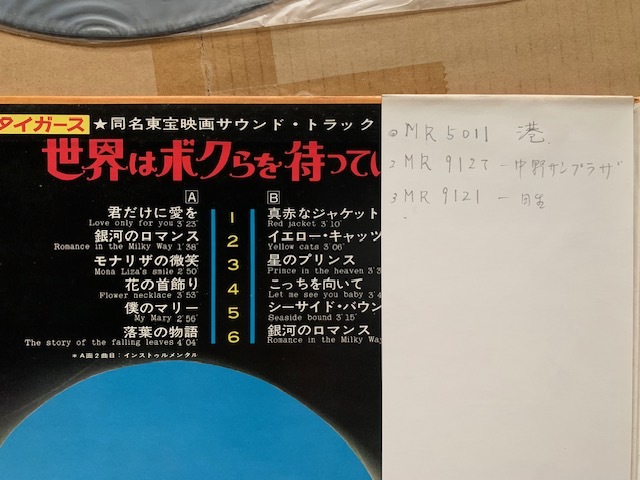 タイガース
★同名東宝映画サウンド・トラック
世界はボクらを待ってい
A
君だけに愛を
Love only for you 3'23"
銀河のロマンス
Romance in the Milky Way 1'38"
モナリザの微笑
Mona Liza's smile 2'50"
花の首飾り
Flower necklace 3'53"
僕のマリー
My Mary 2'56"
落葉の物語
The story of the falling leaves 4'04"
*A面2曲目:インストゥルメンタル
1
2
3
4
5
6
B
真赤なジャケット
Red jacket 3'10"
イエロー・キャッツ
Yellow cats 3'06"
星のプリンス
Prince in the heaven 3'3
こっちを向いて
Let me see you baby 3'4
シーサイド・バウン
Seaside bound 3'15"
銀河のロマンス
Romance in the Milky Wa
① MR 5011 港
2 MR 9127 - 中野サンプラザ
3 MR 9121 -